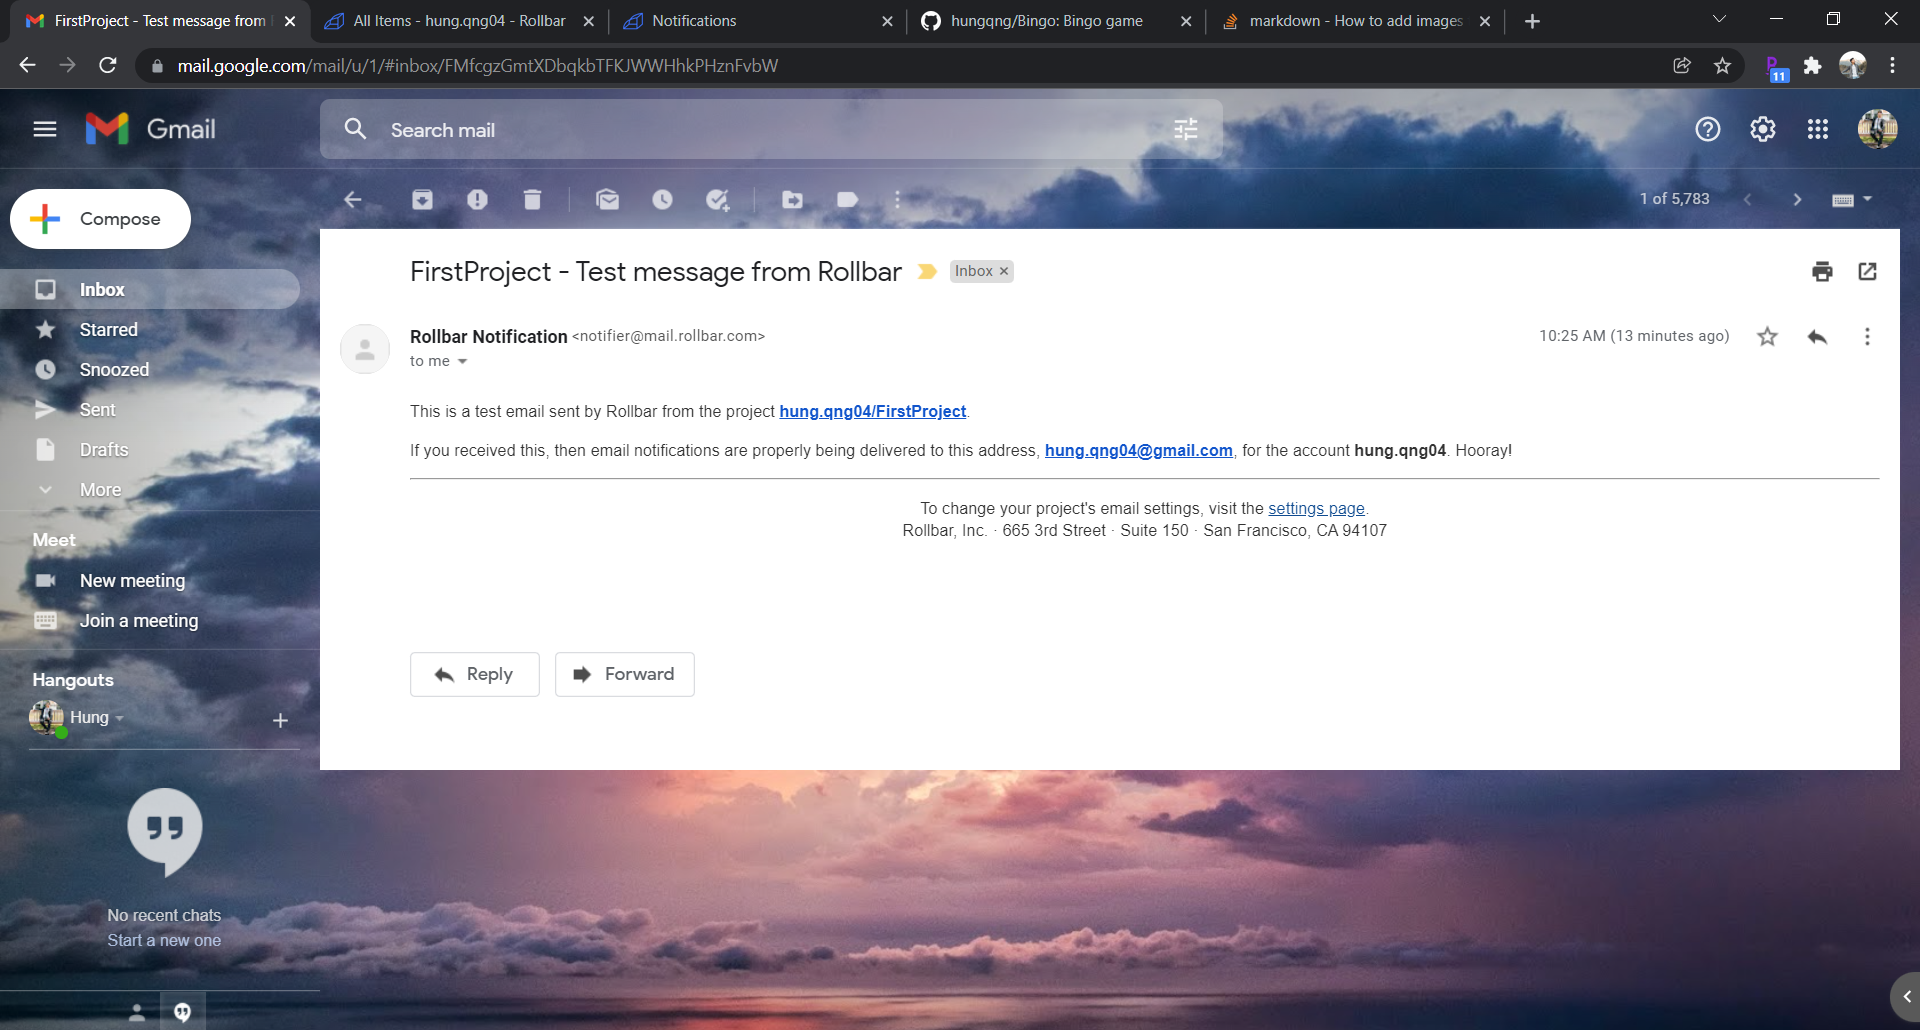 FirstProject - Test message from
All Items - hung.qng04 - Rollbar
Notifications
hungqng/Bingo: Bingo game
markdown - How to add images
mail.google.com/mail/u/1/#inbox/FMfcgzGmtXDbqkbTFKJWWHhkPHznFvbW
11
Gmail
Search mail
Compose
1 of 5,783
Inbox
Starred
Snoozed
Sent
Drafts
More
Meet
New meeting
Join a meeting
Hangouts
Hung
No recent chats
Start a new one
FirstProject - Test message from Rollbar
Inbox ×
Rollbar Notification <notifier@mail.rollbar.com>
10:25 AM (13 minutes ago)
to me
This is a test email sent by Rollbar from the project hung.qng04/FirstProject.
If you received this, then email notifications are properly being delivered to this address, hung.qng04@gmail.com, for the account hung.qng04. Hooray!
To change your project's email settings, visit the settings page.
Rollbar, Inc. · 665 3rd Street · Suite 150 · San Francisco, CA 94107
Reply
Forward